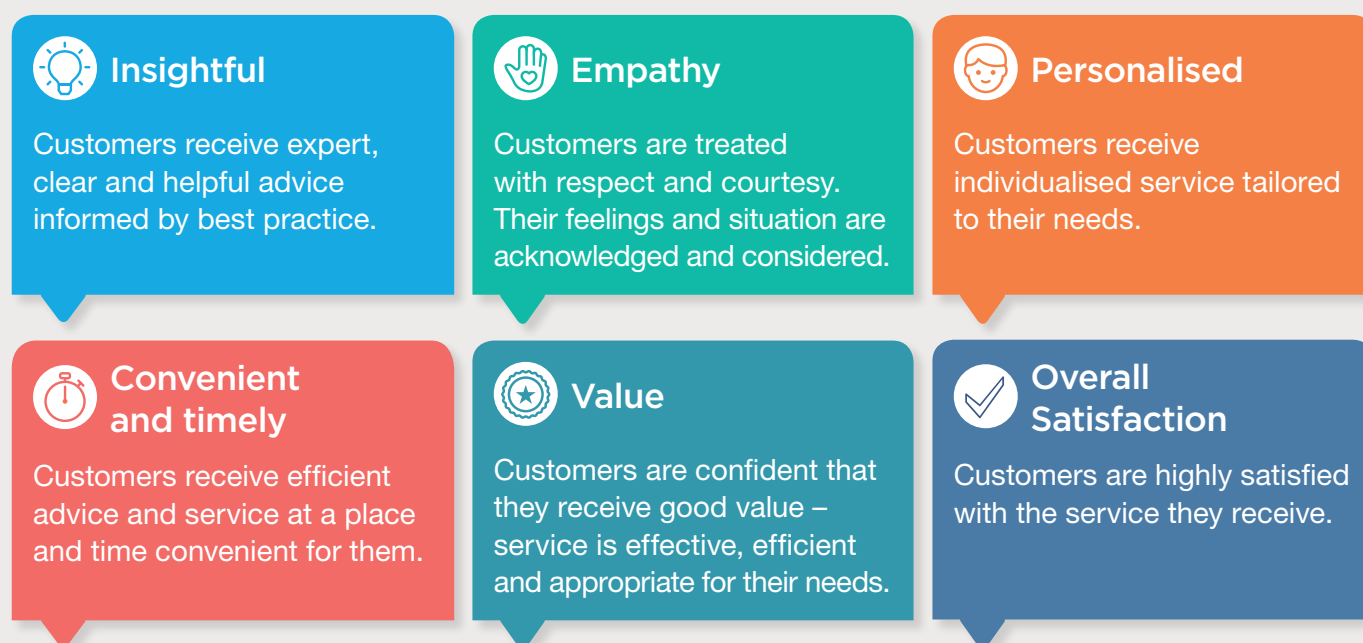 Insightful
Customers receive expert,
clear and helpful advice
informed by best practice.
Empathy
Customers are treated
with respect and courtesy.
Their feelings and situation are
acknowledged and considered.
Personalised
Customers receive
individualised service tailored
to their needs.
Convenient
and timely
Customers receive efficient
advice and service at a place
and time convenient for them.
Value
Customers are confident that
they receive good value –
service is effective, efficient
and appropriate for their needs.
Overall
Satisfaction
Customers are highly satisfied
with the service they receive.